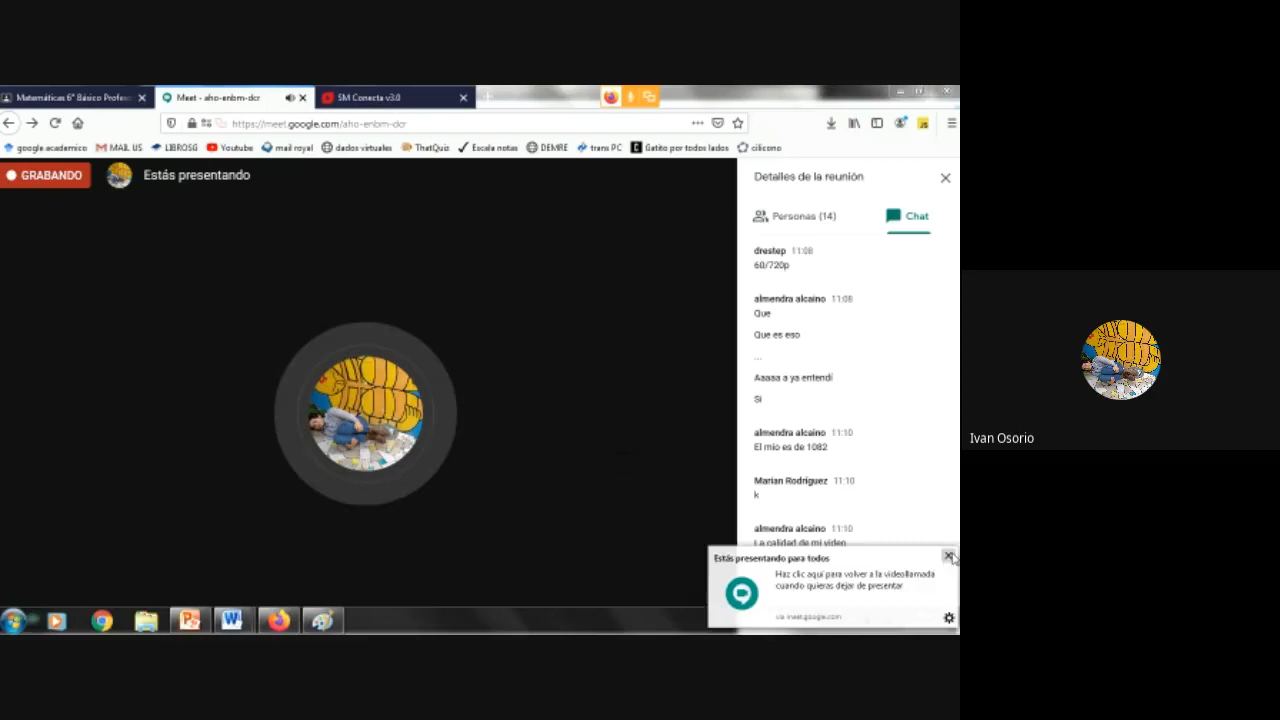 Matemáticas 6° Básico Profes
Meet - aho-enbm-dcr
SM Conecta v3.0
https://meet.google.com/aho-enbm-dcr
google academico
MAIL US
LIBROSG
Youtube
mail royal
dados virtuales
ThatQuiz
Escala notas
DEMRE
trans PC
Gatito por todos lados
cilicono
GRABANDO
Estás presentando
Detalles de la reunión
Personas (14)
Chat
drestep 11:08
60/720p
almendra alcaino 11:08
Que
Que es eso
...
Aaaaa a ya entendí
Si
almendra alcaino 11:10
El mio es de 1082
Marian Rodríguez 11:10
k
almendra alcaino 11:10
La calidad de mi video
Estás presentando para todos
Haz clic aquí para volver a la videollamada
cuando quieras dejar de presentar
vía meet.google.com
Ivan Osorio